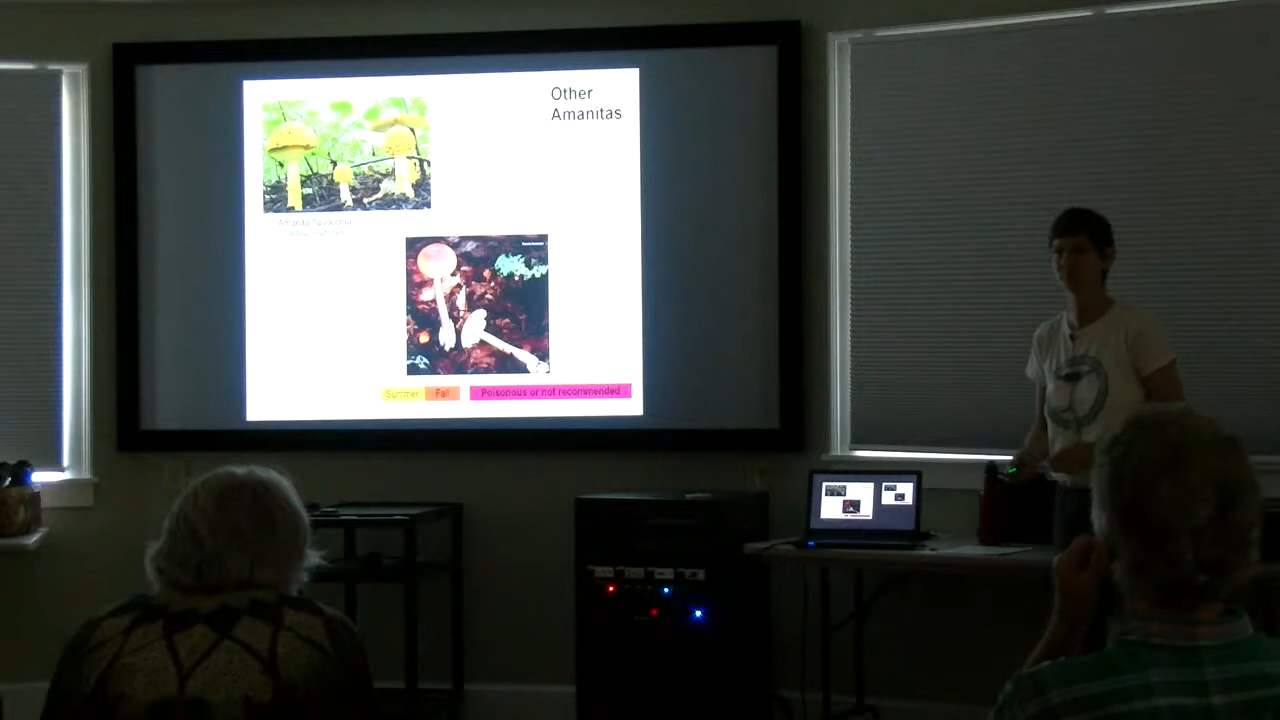 Other
Amanitas
Summer
Fall
Poisonous or not recommended